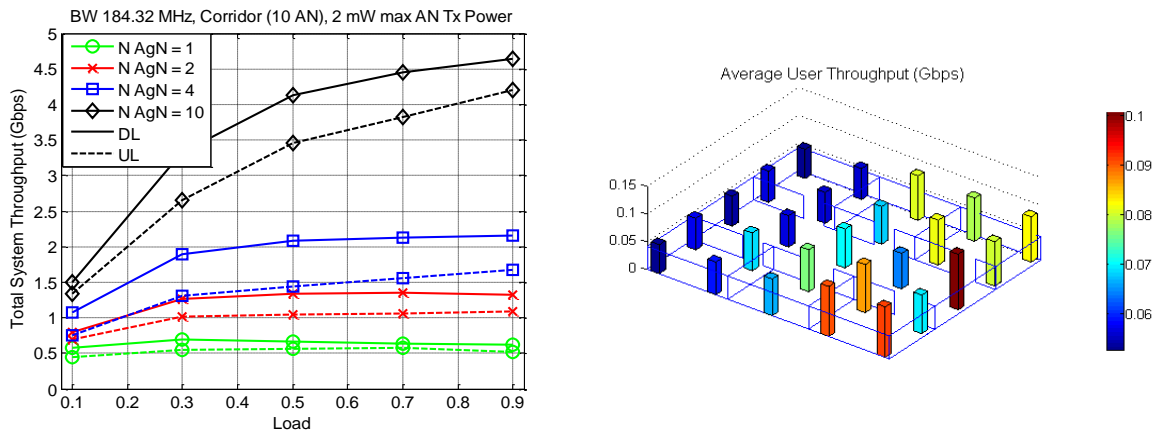 BW 184.32 MHz, Corridor (10 AN), 2 mW max AN Tx Power
5
4.5
4
3.5
3
2.5
2
1.5
1
0.5
0
Total System Throughput (Gbps)
N AgN = 1
N AgN = 2
N AgN = 4
N AgN = 10
DL
UL
0.1 0.2 0.3 0.4 0.5 0.6 0.7 0.8 0.9
Load
Average User Throughput (Gbps)
0.15
0.1
0.05
0
0.1
0.09
0.08
0.07
0.06